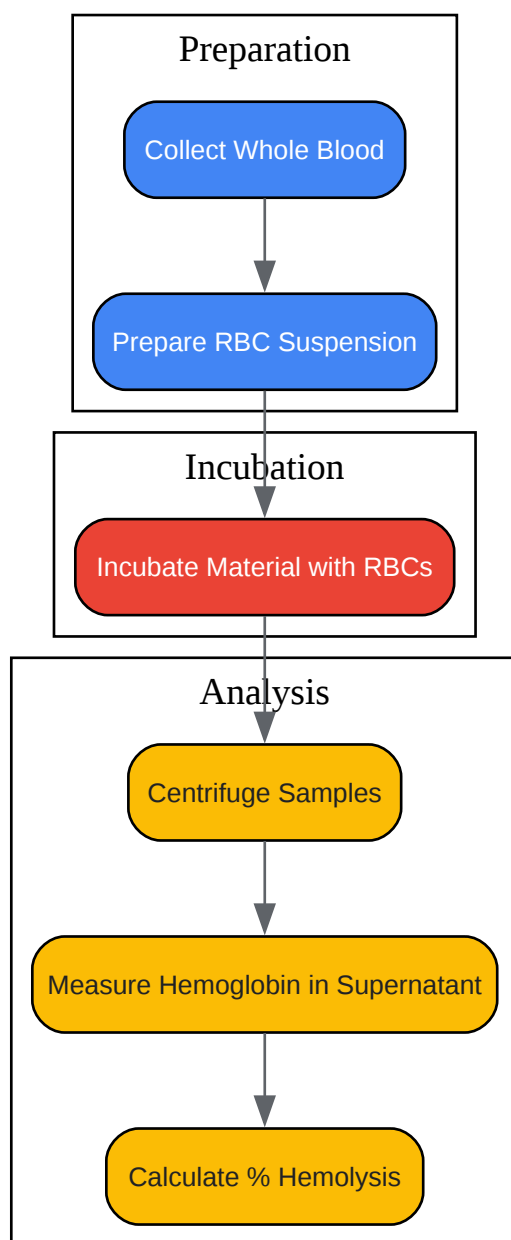 Preparation
Collect Whole Blood
Prepare RBC Suspension
Incubation
Incubate Material with RBCs
Analysis
Centrifuge Samples
Measure Hemoglobin in Supernatant
Calculate % Hemolysis